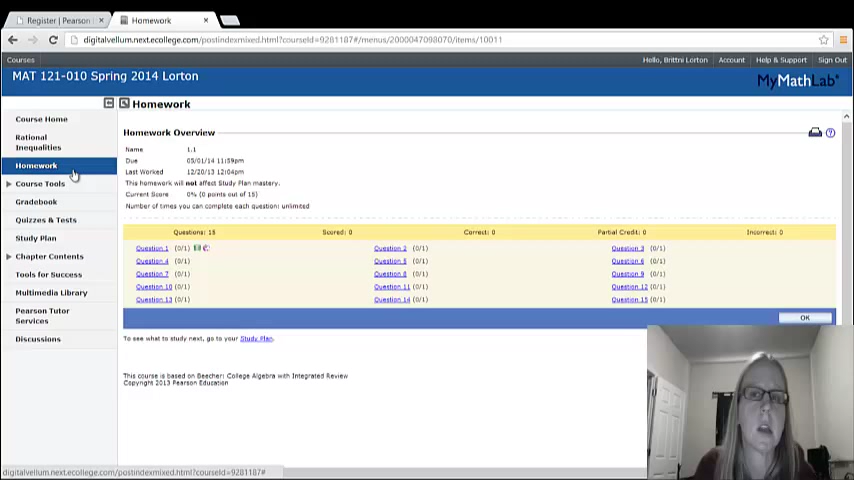 Register | Pearson
Homework
digitalvellum.next.ecollege.com/postindexmixed.html?courseId=9281187#/menus/2000047098070/items/10011
Courses
Hello, Brittni Lorton
Account
Help & Support
Sign Out
MAT 121-010 Spring 2014 Lorton
MyMathLab®
Course Home
Rational
Inequalities
Homework
Course Tools
Gradebook
Quizzes & Tests
Study Plan
Chapter Contents
Tools for Success
Multimedia Library
Pearson Tutor
Services
Discussions
Homework
Homework Overview
Name 1.1
Due 05/01/14 11:59pm
Last Worked 12/20/13 12:04pm
This homework will not affect Study Plan mastery.
Current Score 0% (0 points out of 15)
Number of times you can complete each question: unlimited
Questions: 15 Scored: 0 Correct: 0 Partial Credit: 0 Incorrect: 0
Question 1 (0/1) Question 2 (0/1) Question 3 (0/1)
Question 4 (0/1) Question 5 (0/1) Question 6 (0/1)
Question 7 (0/1) Question 8 (0/1) Question 9 (0/1)
Question 10 (0/1) Question 11 (0/1) Question 12 (0/1)
Question 13 (0/1) Question 14 (0/1) Question 15 (0/1)
OK
To see what to study next, go to your Study Plan.
This course is based on Beecher: College Algebra with Integrated Review
Copyright 2013 Pearson Education
digitalvellum.next.ecollege.com/postindexmixed.html?courseId=9281187#